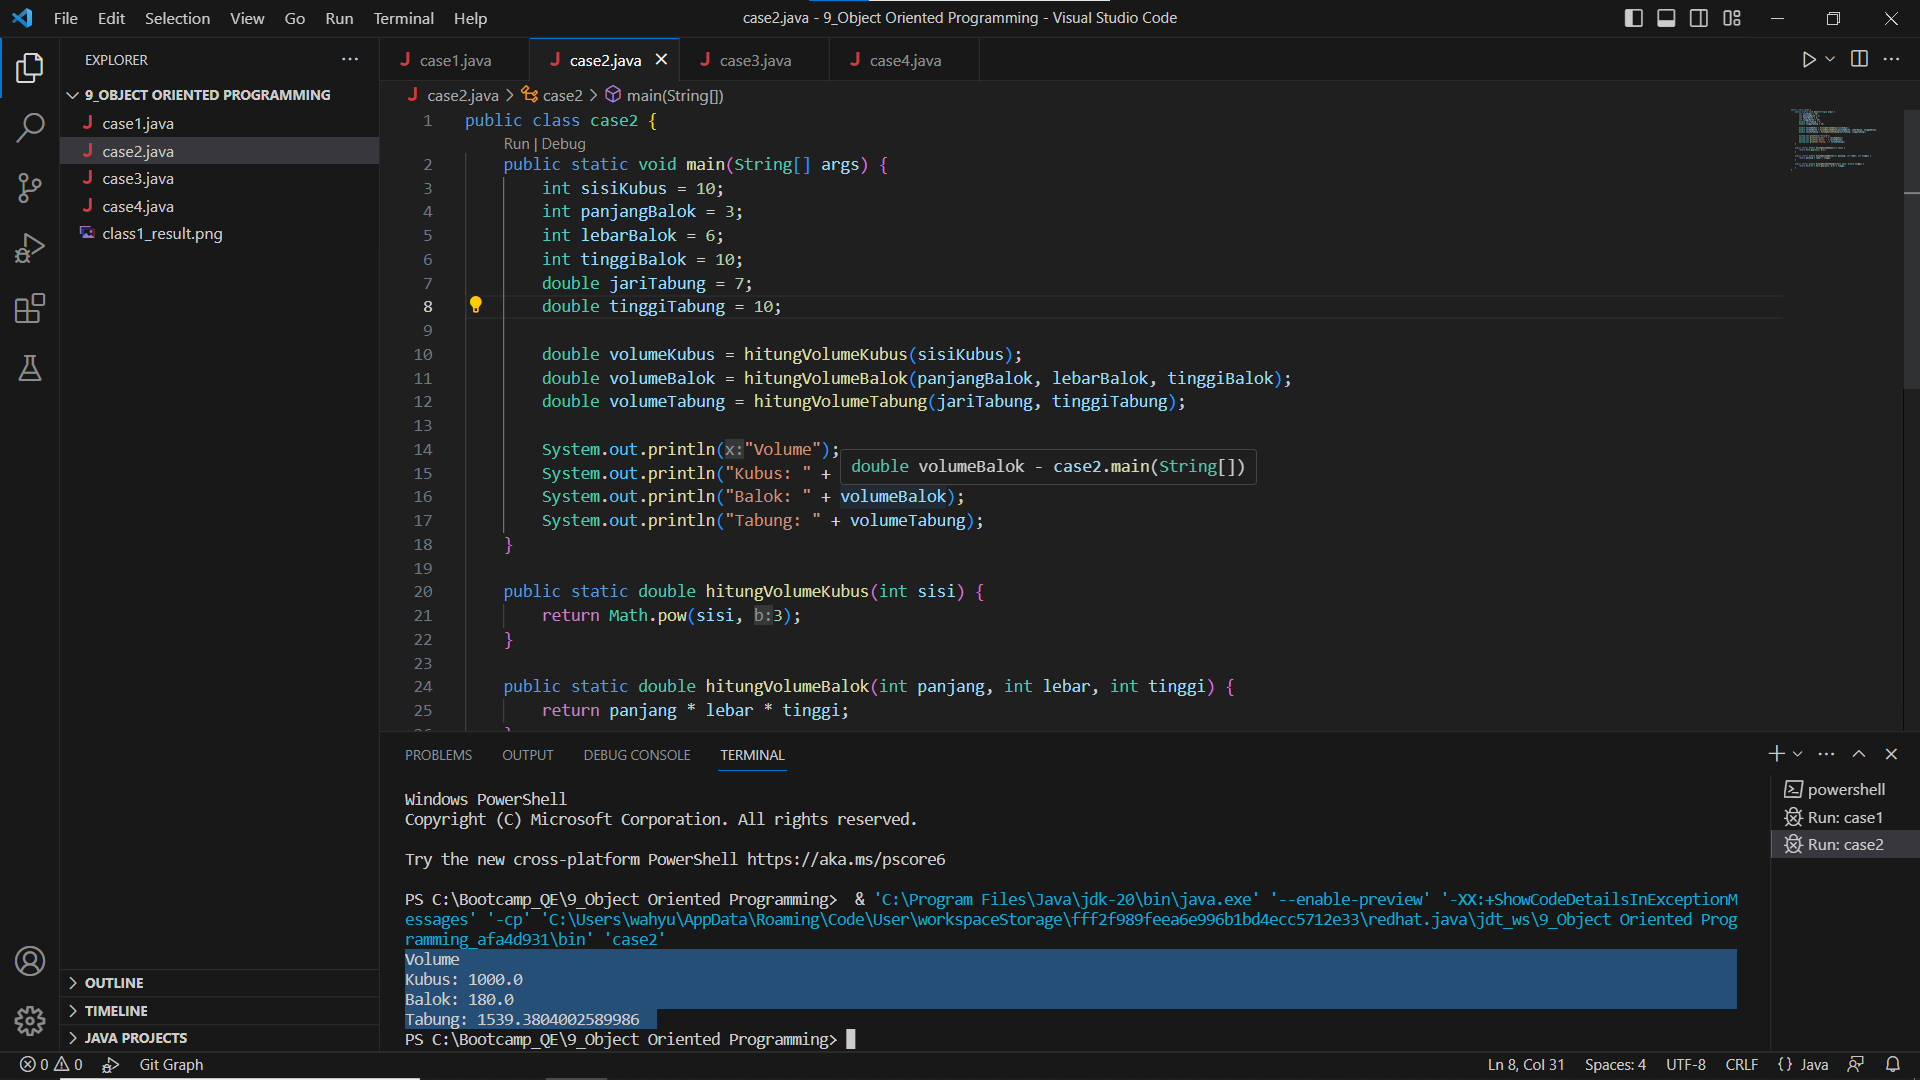 File Edit Selection View Go Run Terminal Help
case2.java - 9_Object Oriented Programming - Visual Studio Code
EXPLORER
9_OBJECT ORIENTED PROGRAMMING
case1.java
case2.java
case3.java
case4.java
class1_result.png
OUTLINE
TIMELINE
JAVA PROJECTS
case1.java case2.java case3.java case4.java
case2.java > case2 > main(String[])
1 public class case2 {
Run | Debug
2 public static void main(String[] args) {
3 int sisiKubus = 10;
4 int panjangBalok = 3;
5 int lebarBalok = 6;
6 int tinggiBalok = 10;
7 double jariTabung = 7;
8 double tinggiTabung = 10;
9
10 double volumeKubus = hitungVolumeKubus(sisiKubus);
11 double volumeBalok = hitungVolumeBalok(panjangBalok, lebarBalok, tinggiBalok);
12 double volumeTabung = hitungVolumeTabung(jariTabung, tinggiTabung);
13
14 System.out.println(x:"Volume");
double volumeBalok - case2.main(String[])
15 System.out.println("Kubus: " +
16 System.out.println("Balok: " + volumeBalok);
17 System.out.println("Tabung: " + volumeTabung);
18 }
19
20 public static double hitungVolumeKubus(int sisi) {
21 return Math.pow(sisi, b:3);
22 }
23
24 public static double hitungVolumeBalok(int panjang, int lebar, int tinggi) {
25 return panjang * lebar * tinggi;
PROBLEMS OUTPUT DEBUG CONSOLE TERMINAL
Windows PowerShell
Copyright (C) Microsoft Corporation. All rights reserved.
Try the new cross-platform PowerShell https://aka.ms/pscore6
PS C:\Bootcamp_QE\9_Object Oriented Programming> & 'C:\Program Files\Java\jdk-20\bin\java.exe' '--enable-preview' '-XX:+ShowCodeDetailsInExceptionM
essages' '-cp' 'C:\Users\wahyu\AppData\Roaming\Code\User\workspaceStorage\fff2f989feea6e996b1bd4ecc5712e33\redhat.java\jdt_ws\9_Object Oriented Prog
ramming_afa4d931\bin' 'case2'
Volume
Kubus: 1000.0
Balok: 180.0
Tabung: 1539.3804002589986
PS C:\Bootcamp_QE\9_Object Oriented Programming>
powershell
Run: case1
Run: case2
0 0 Git Graph
Ln 8, Col 31 Spaces: 4 UTF-8 CRLF {} Java